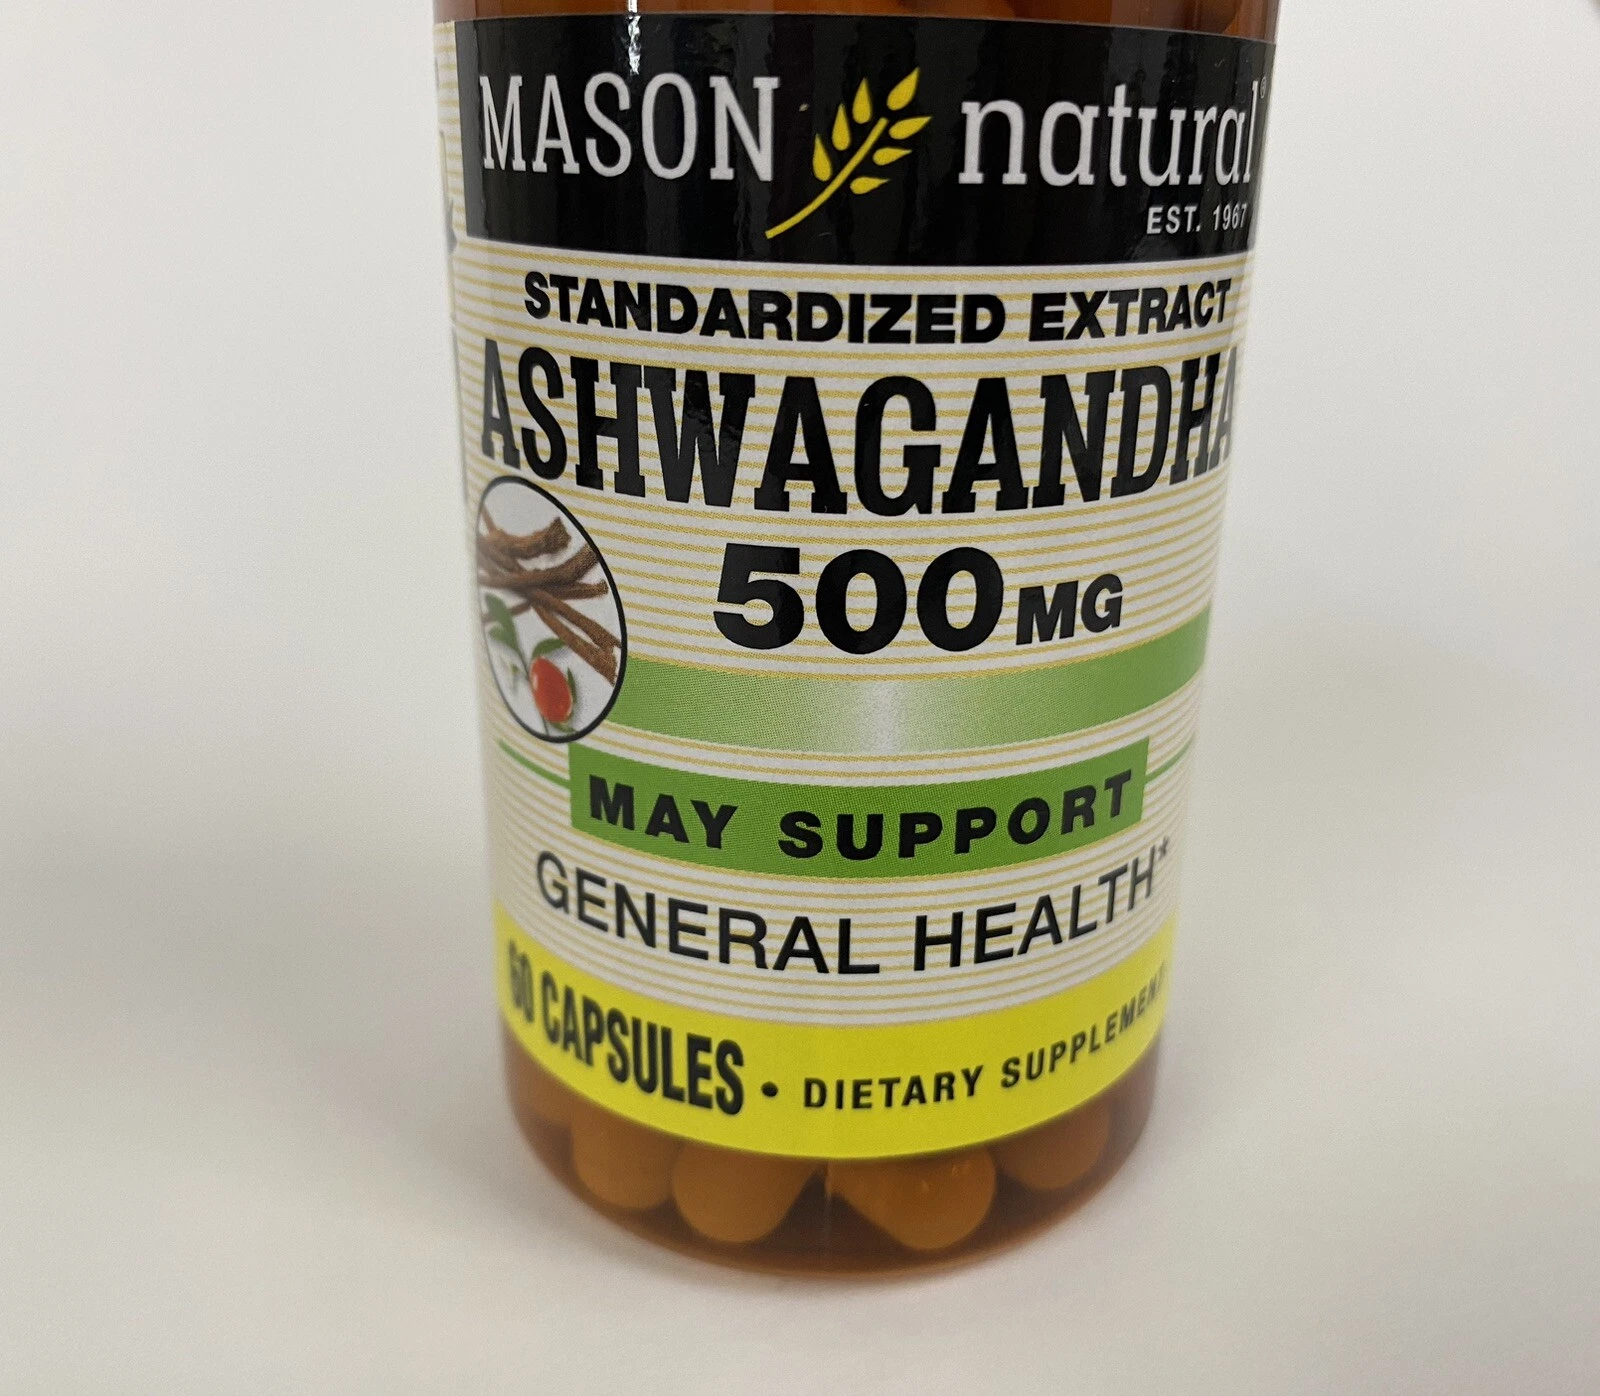 MASON natural®
EST. 1967
STANDARDIZED EXTRACT
ASHWAGANDHA
500 MG
MAY SUPPORT
GENERAL HEALTH*
60 CAPSULES • DIETARY SUPPLEMENT